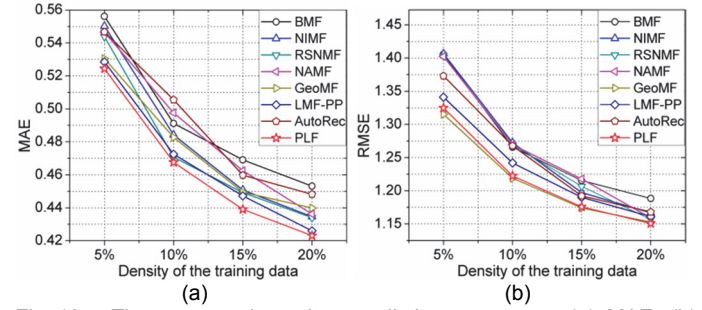 0.56
0.54
0.52
0.50
0.48
0.46
0.44
0.42
MAE
5% 10% 15% 20%
Density of the training data
BMF
NIMF
RSNMF
NAMF
GeoMF
LMF-PP
AutoRec
PLF
(a)
1.45
1.40
1.35
1.30
1.25
1.20
1.15
RMSE
5% 10% 15% 20%
Density of the training data
BMF
NIMF
RSNMF
NAMF
GeoMF
LMF-PP
AutoRec
PLF
(b)